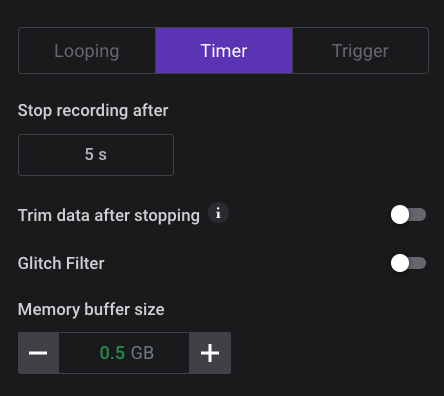 Looping Timer Trigger
Stop recording after
5 s
Trim data after stopping i
Glitch Filter
Memory buffer size
− 0.5 GB +